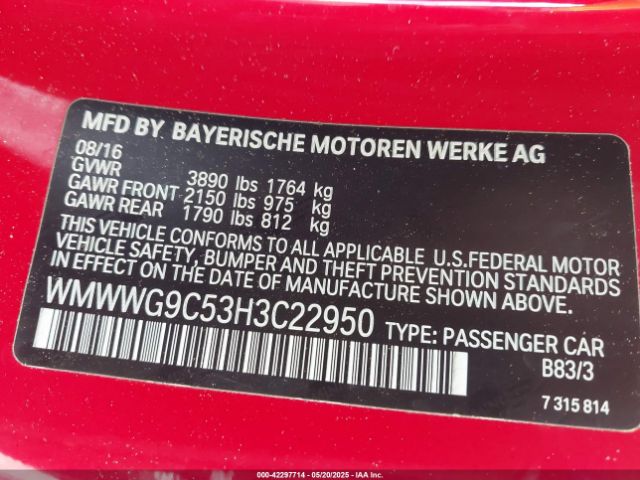 MFD BY BAYERISCHE MOTOREN WERKE AG
08/16
GVWR 3890 lbs 1764 kg
GAWR FRONT 2150 lbs 975 kg
GAWR REAR 1790 lbs 812 kg
THIS VEHICLE CONFORMS TO ALL APPLICABLE U.S.FEDERAL MOTOR
VEHICLE SAFETY, BUMPER AND THEFT PREVENTION STANDARDS
IN EFFECT ON THE DATE OF MANUFACTURE SHOWN ABOVE.
WMWWG9C53H3C22950 TYPE: PASSENGER CAR
B83/3
7 315 814
000-42297714 - 05/20/2025 - IAAI.COM